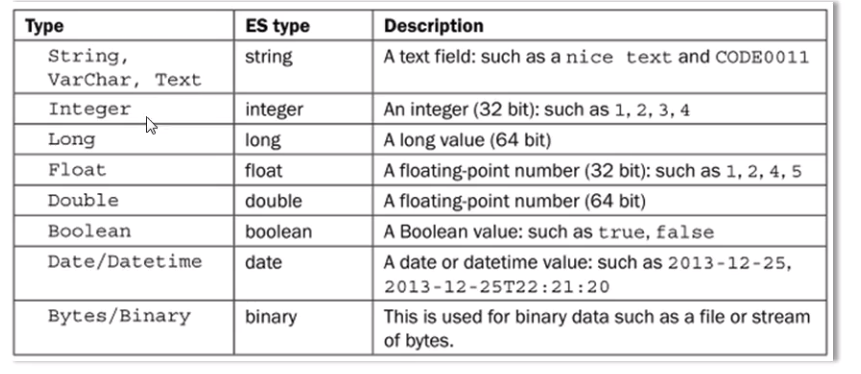 Type ES type Description
String, string A text field: such as a nice text and CODE0011
VarChar, Text
Integer integer An integer (32 bit): such as 1, 2, 3, 4
Long long A long value (64 bit)
Float float A floating-point number (32 bit): such as 1, 2, 4, 5
Double double A floating-point number (64 bit)
Boolean boolean A Boolean value: such as true, false
Date/Datetime date A date or datetime value: such as 2013-12-25,
2013-12-25T22:21:20
Bytes/Binary binary This is used for binary data such as a file or stream
of bytes.